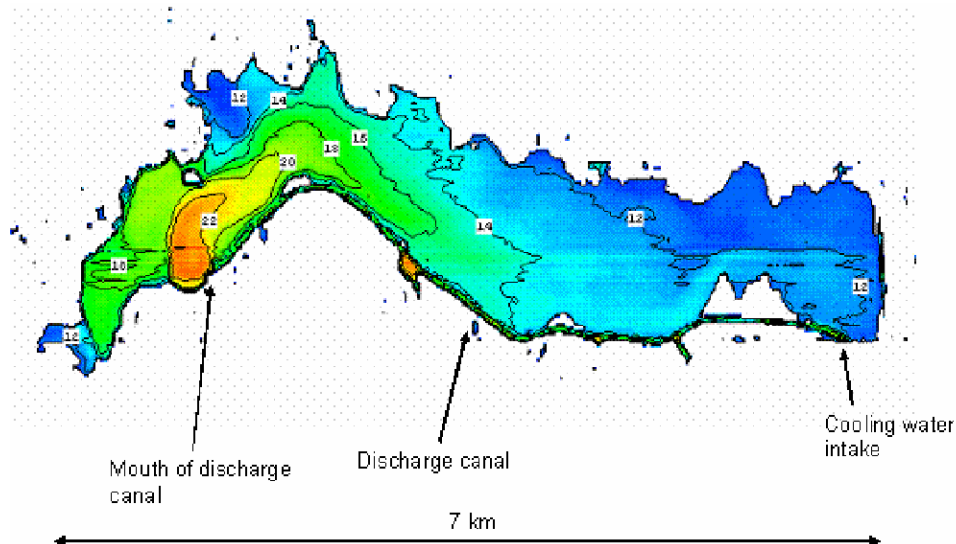 12
14
16
18
20
22
18
14
12
12
12
Cooling water
intake
Mouth of discharge
canal
Discharge canal
7 km